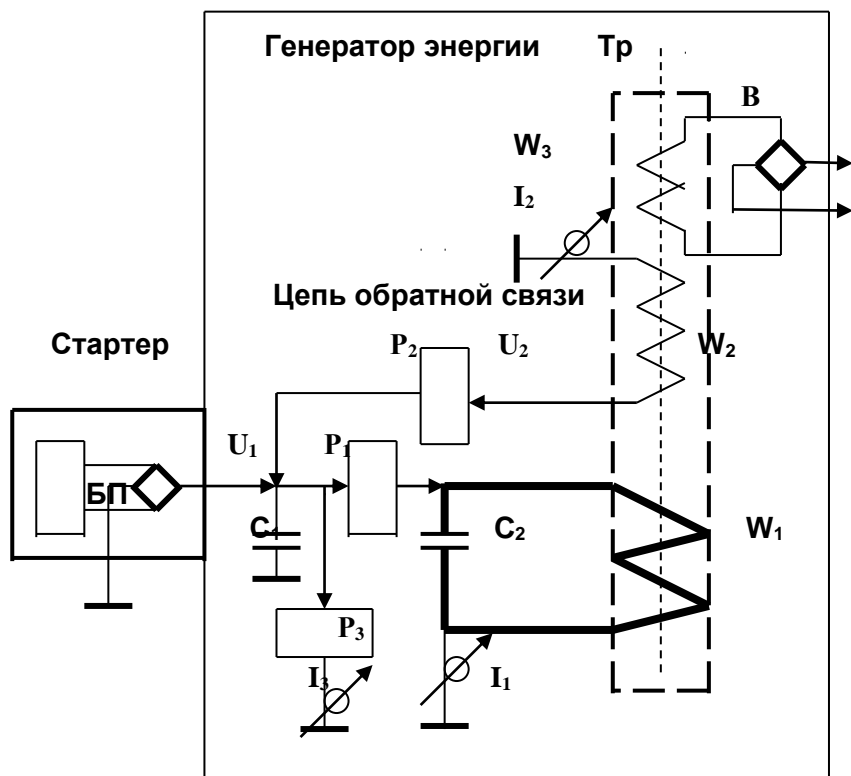 Генератор энергии Тр
В
W₃
I₂
Цепь обратной связи
Стартер
P₂ U₂ W₂
U₁ P₁
БП
C₁ C₂ W₁
P₃
I₃ I₁